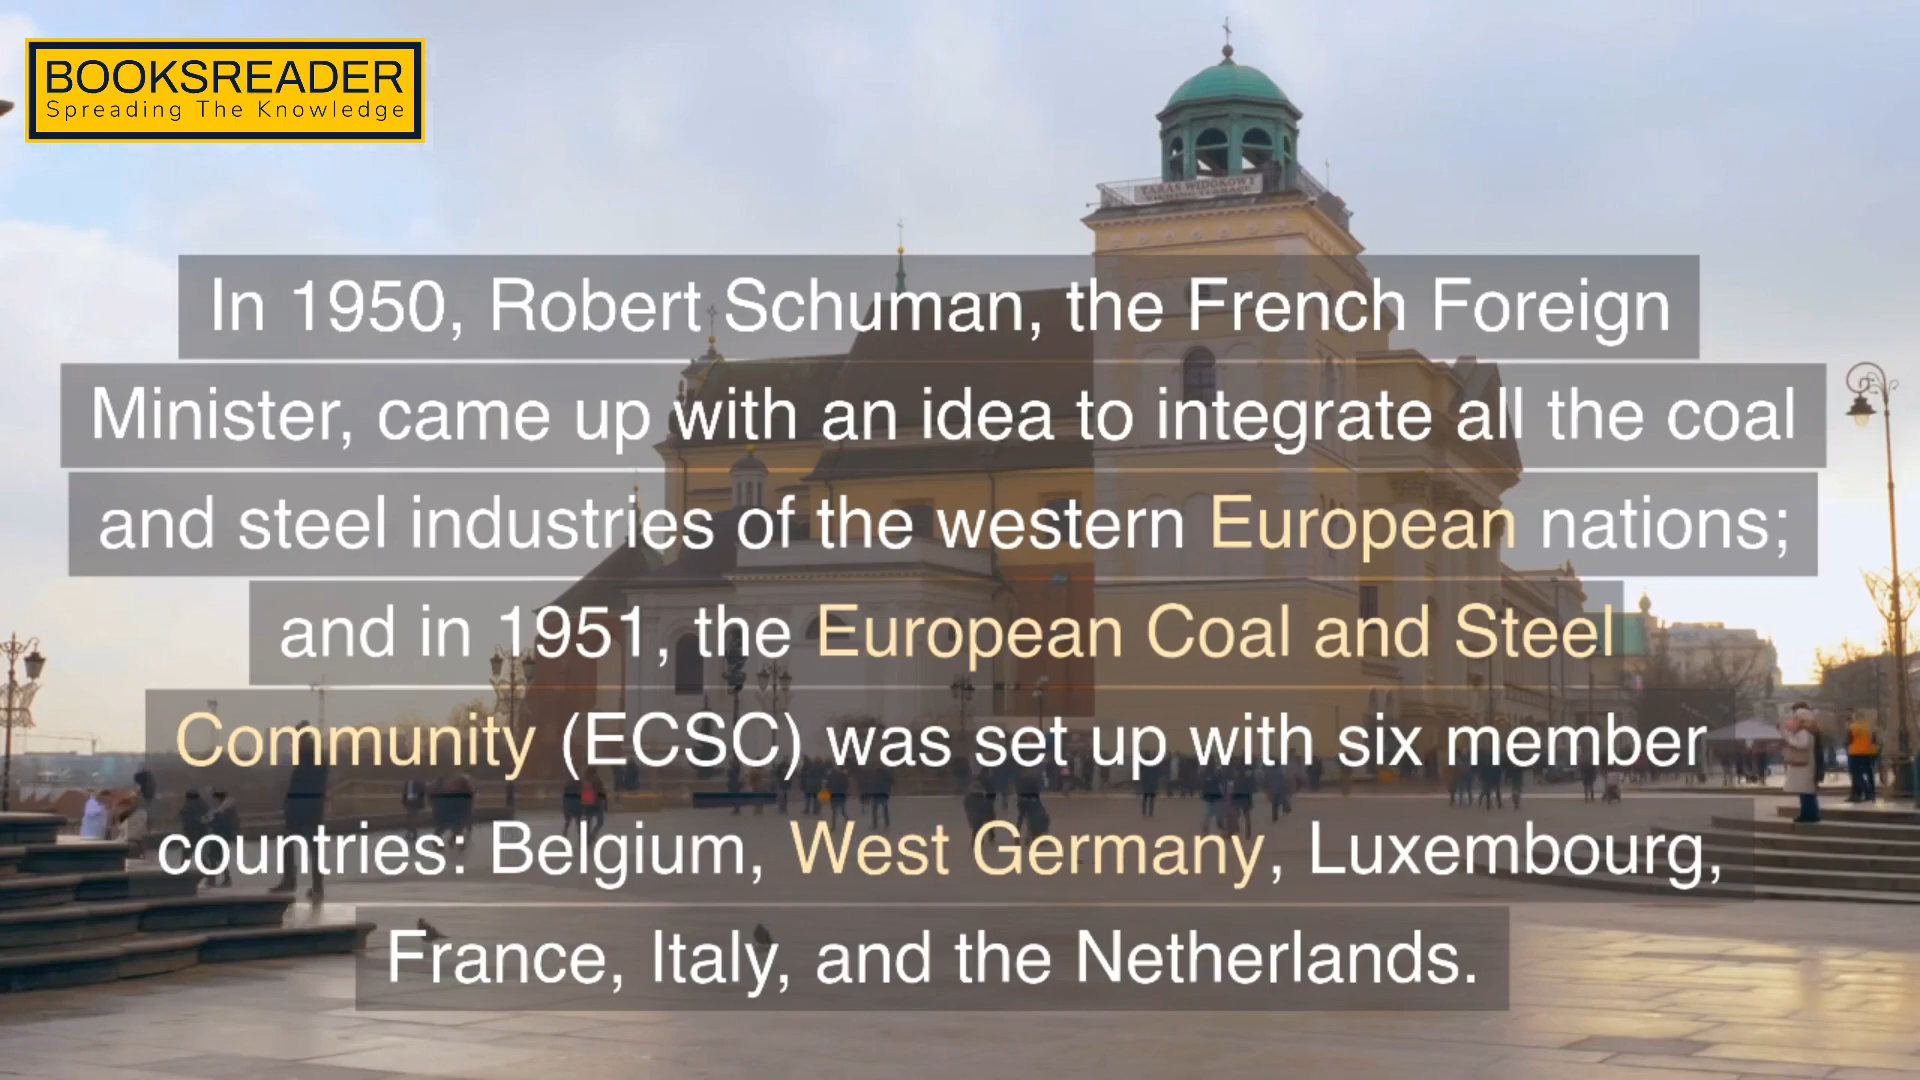 BOOKSREADER
Spreading The Knowledge
TARAS WIDOKOWY
In 1950, Robert Schuman, the French Foreign
Minister, came up with an idea to integrate all the coal
and steel industries of the western European nations;
and in 1951, the European Coal and Steel
Community (ECSC) was set up with six member
countries: Belgium, West Germany, Luxembourg,
France, Italy, and the Netherlands.